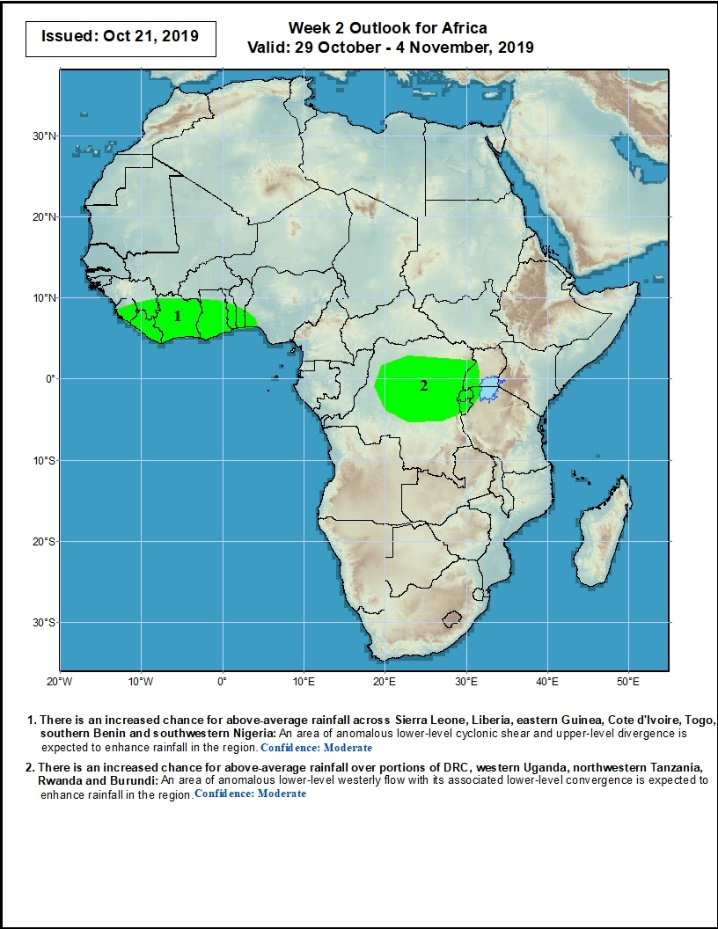 Issued: Oct 21, 2019
Week 2 Outlook for Africa
Valid: 29 October - 4 November, 2019
30°N
20°N
10°N
0°
10°S
20°S
30°S
1
2
20°W
10°W
0°
10°E
20°E
30°E
40°E
50°E
1. There is an increased chance for above-average rainfall across Sierra Leone, Liberia, eastern Guinea, Cote d'Ivoire, Togo,
southern Benin and southwestern Nigeria: An area of anomalous lower-level cyclonic shear and upper-level divergence is
expected to enhance rainfall in the region. Confidence: Moderate
2. There is an increased chance for above-average rainfall over portions of DRC, western Uganda, northwestern Tanzania,
Rwanda and Burundi: An area of anomalous lower-level westerly flow with its associated lower-level convergence is expected to
enhance rainfall in the region. Confidence: Moderate